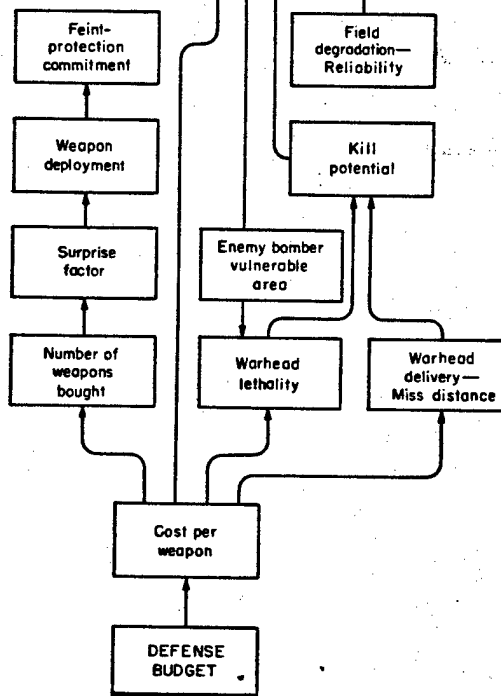 Feint-
protection
commitment
Field
degradation—
Reliability
Weapon
deployment
Kill
potential
Surprise
factor
Enemy bomber
vulnerable
area
Number of
weapons
bought
Warhead
lethality
Warhead
delivery—
Miss distance
Cost per
weapon
DEFENSE
BUDGET